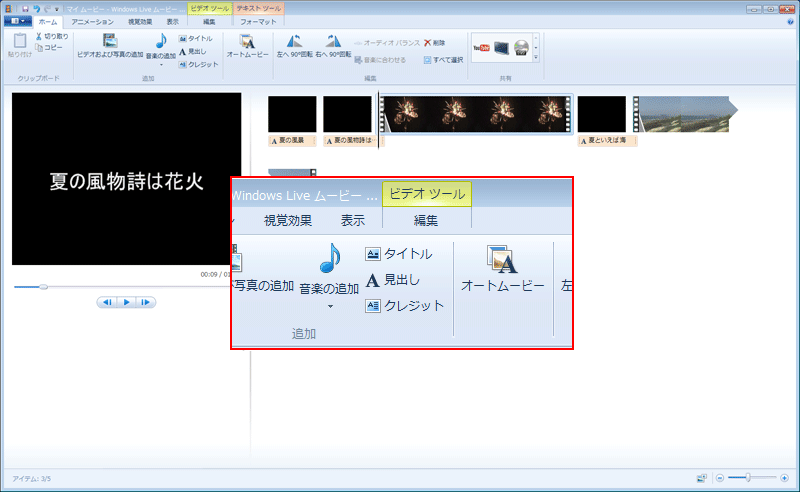 マイ ムービー - Windows Live ムービー ...
ビデオ ツール
テキスト ツール
ホーム
アニメーション
視覚効果
表示
編集
フォーマット
貼り付け
切り取り
コピー
クリップボード
ビデオおよび写真の追加
音楽の追加
タイトル
見出し
クレジット
追加
オートムービー
左へ 90°回転
右へ 90°回転
オーディオ バランス
音楽に合わせる
削除
すべて選択
編集
YouTube
共有
夏の風物詩は花火
00:09
夏の風景
夏の風物詩は…
夏といえば海
Windows Live ムービー ...
ビデオ ツール
視覚効果
表示
編集
写真の追加
音楽の追加
タイトル
見出し
クレジット
追加
オートムービー
左
アイテム: 3/5